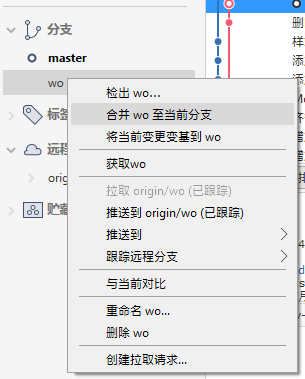 分支
master
wo
检出 wo...
合并 wo 至当前分支
将当前变更变基到 wo
获取wo
拉取 origin/wo (已跟踪)
推送到 origin/wo (已跟踪)
推送到
跟踪远程分支
与当前对比
重命名 wo...
删除 wo
创建拉取请求...
标签
远程
orig
贮藏
删
样
添
添